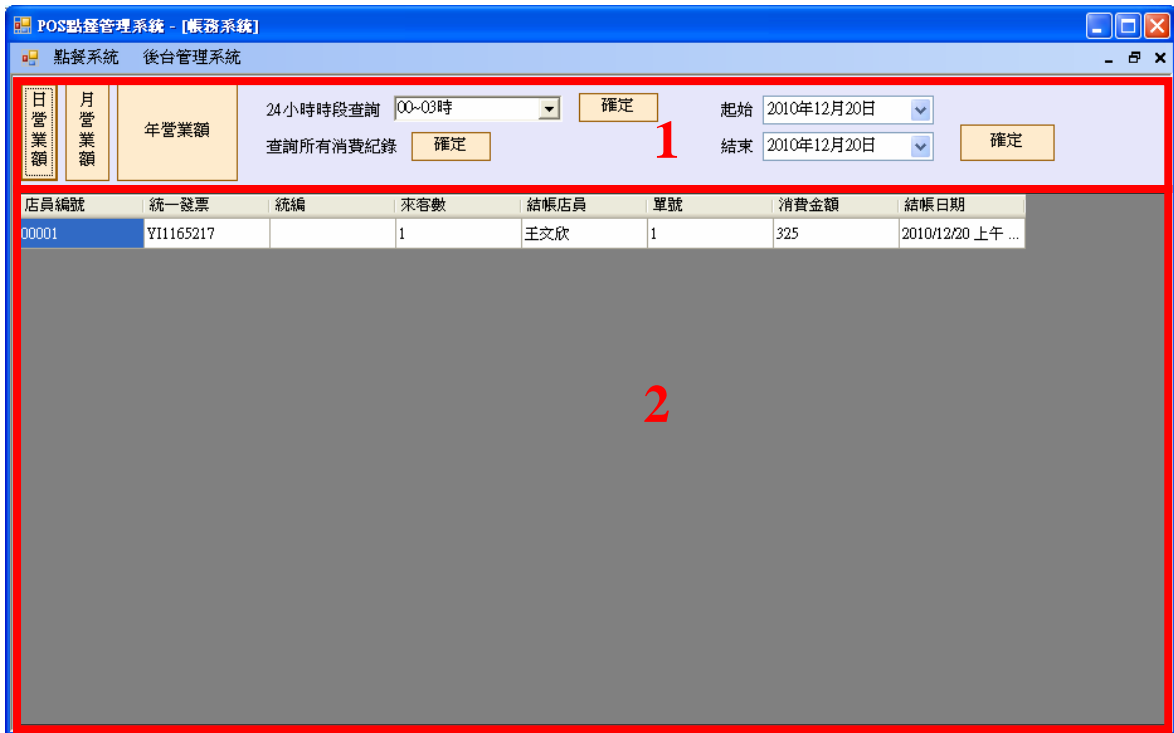 POS點餐管理系統 - [帳務系統]
點餐系統 後台管理系統
日營業額
月營業額
年營業額
24小時時段查詢 00~03時 確定
查詢所有消費紀錄 確定
1
起始 2010年12月20日
結束 2010年12月20日
確定
店員編號 統一發票 統編 來客數 結帳店員 單號 消費金額 結帳日期
00001 YI1165217 1 王文欣 1 325 2010/12/20 上午 ...
2